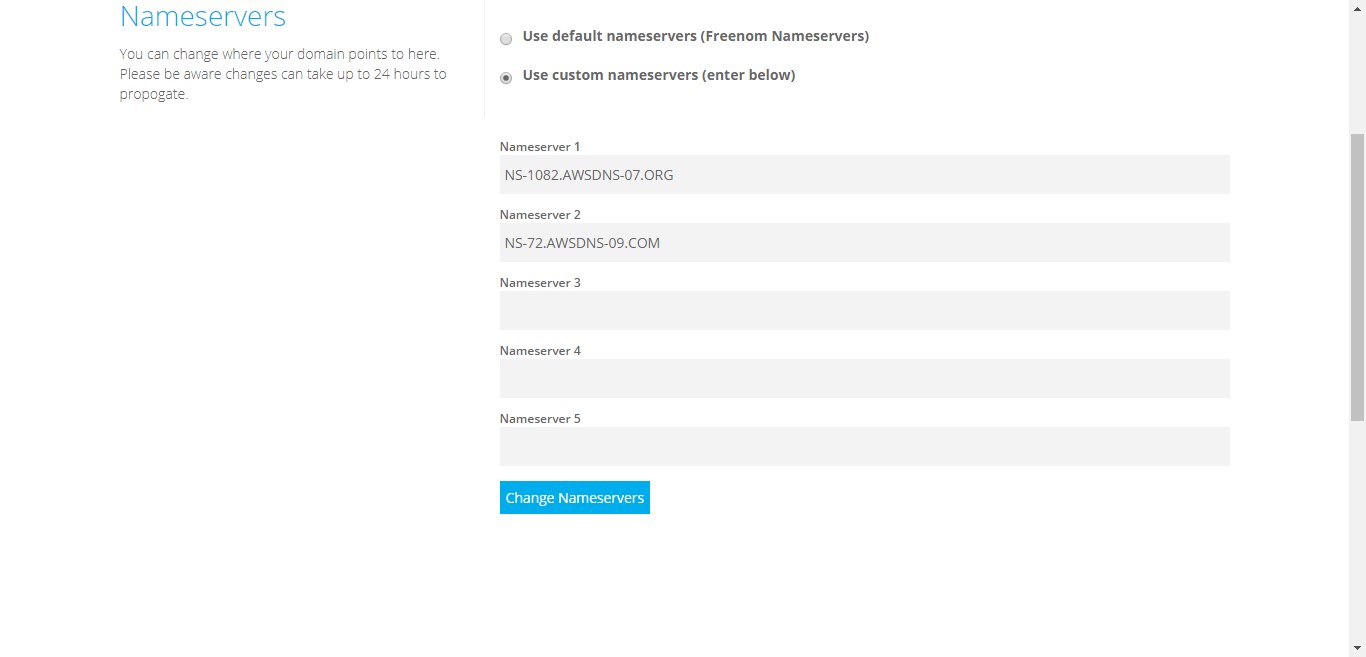 Nameservers
You can change where your domain points to here.
Please be aware changes can take up to 24 hours to
propogate.
Use default nameservers (Freenom Nameservers)
Use custom nameservers (enter below)
Nameserver 1
NS-1082.AWSDNS-07.ORG
Nameserver 2
NS-72.AWSDNS-09.COM
Nameserver 3
Nameserver 4
Nameserver 5
Change Nameservers